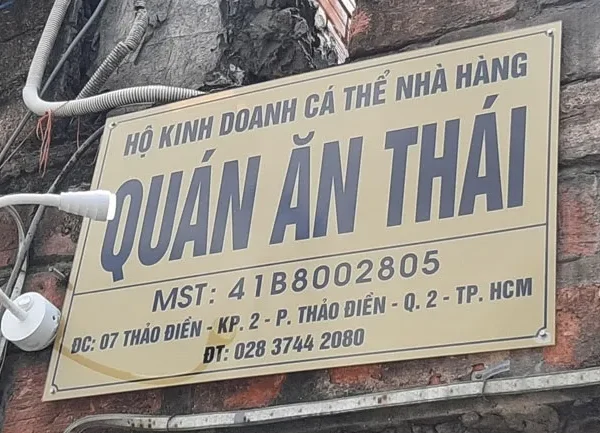 HỘ KINH DOANH CÁ THỂ NHÀ HÀNG
QUÁN ĂN THÁI
MST: 41B8002805
ĐC: 07 THẢO ĐIỀN - KP. 2 - P. THẢO ĐIỀN - Q. 2 - TP. HCM
ĐT: 028 3744 2080